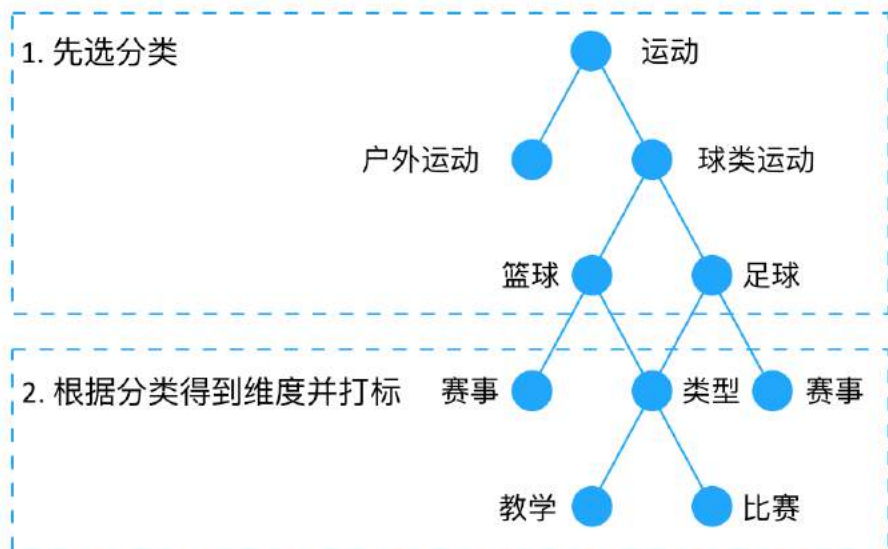 1. 先选分类
运动
户外运动
球类运动
篮球
足球
2. 根据分类得到维度并打标
赛事
类型
赛事
教学
比赛